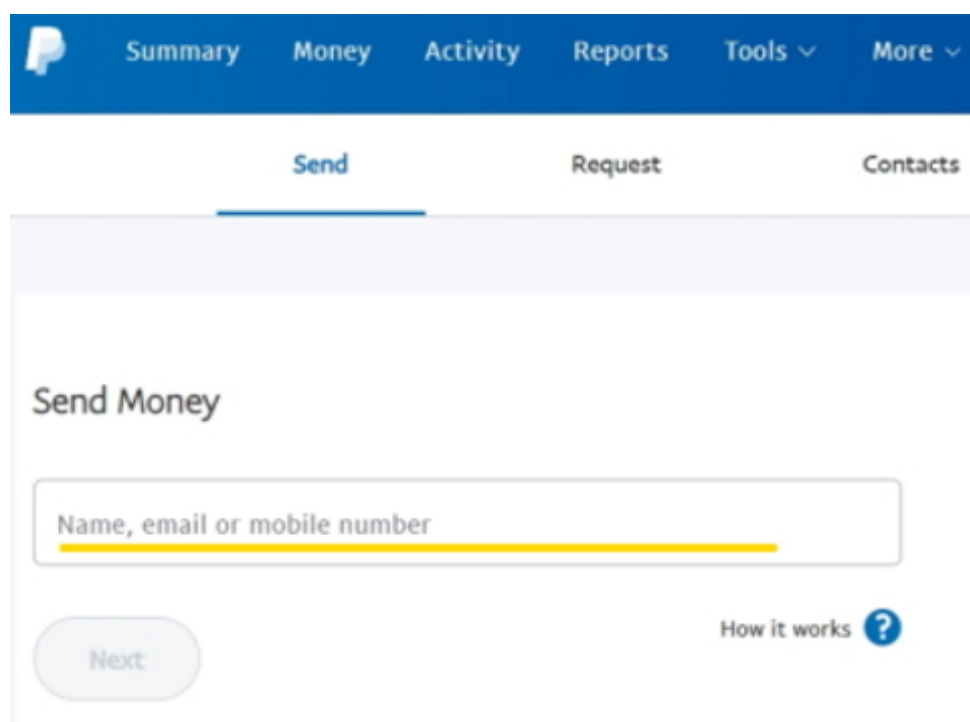 Summary Money Activity Reports Tools More
Send Request Contacts
Send Money
Name, email or mobile number
How it works ?
Next